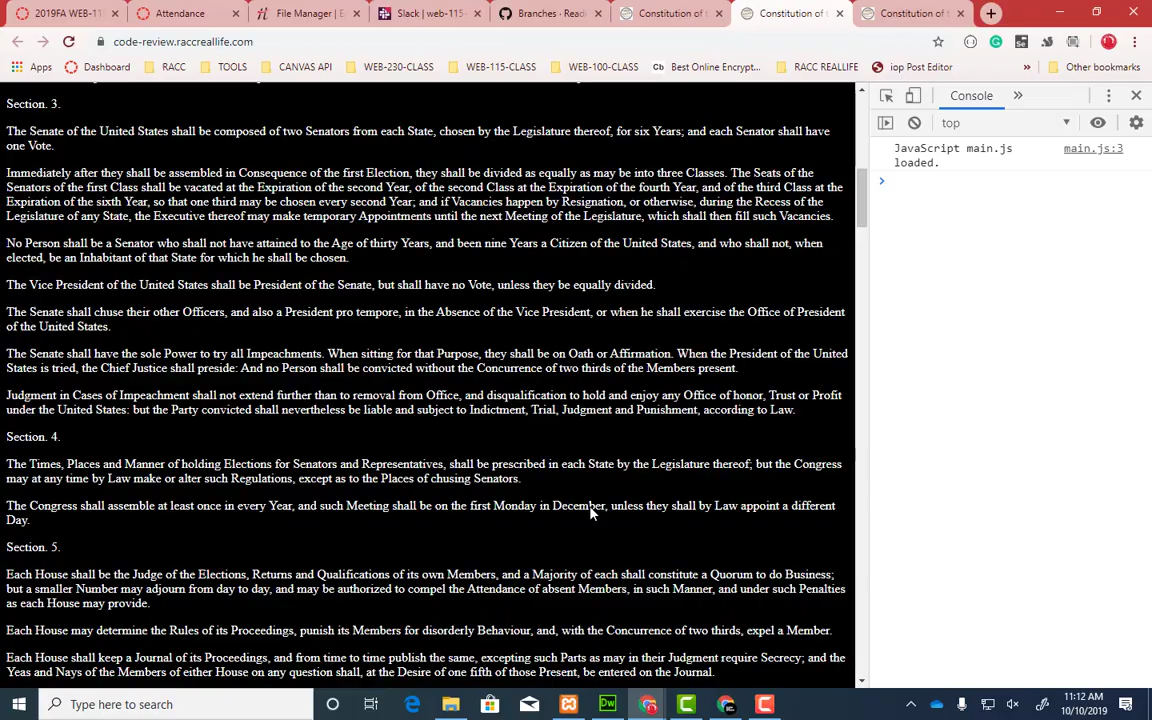 2019FA WEB-11
Attendance
File Manager | E
Slack | web-115-
Branches · Read
Constitution of
Constitution of
Constitution of
code-review.raccreallife.com
Apps
Dashboard
RACC
TOOLS
CANVAS API
WEB-230-CLASS
WEB-115-CLASS
WEB-100-CLASS
Cb Best Online Encrypt...
RACC REALLIFE
iop Post Editor
»
Other bookmarks
Section. 3.
The Senate of the United States shall be composed of two Senators from each State, chosen by the Legislature thereof, for six Years; and each Senator shall have
one Vote.
Immediately after they shall be assembled in Consequence of the first Election, they shall be divided as equally as may be into three Classes. The Seats of the
Senators of the first Class shall be vacated at the Expiration of the second Year, of the second Class at the Expiration of the fourth Year, and of the third Class at the
Expiration of the sixth Year, so that one third may be chosen every second Year; and if Vacancies happen by Resignation, or otherwise, during the Recess of the
Legislature of any State, the Executive thereof may make temporary Appointments until the next Meeting of the Legislature, which shall then fill such Vacancies.
No Person shall be a Senator who shall not have attained to the Age of thirty Years, and been nine Years a Citizen of the United States, and who shall not, when
elected, be an Inhabitant of that State for which he shall be chosen.
The Vice President of the United States shall be President of the Senate, but shall have no Vote, unless they be equally divided.
The Senate shall chuse their other Officers, and also a President pro tempore, in the Absence of the Vice President, or when he shall exercise the Office of President
of the United States.
The Senate shall have the sole Power to try all Impeachments. When sitting for that Purpose, they shall be on Oath or Affirmation. When the President of the United
States is tried, the Chief Justice shall preside: And no Person shall be convicted without the Concurrence of two thirds of the Members present.
Judgment in Cases of Impeachment shall not extend further than to removal from Office, and disqualification to hold and enjoy any Office of honor, Trust or Profit
under the United States: but the Party convicted shall nevertheless be liable and subject to Indictment, Trial, Judgment and Punishment, according to Law.
Section. 4.
The Times, Places and Manner of holding Elections for Senators and Representatives, shall be prescribed in each State by the Legislature thereof; but the Congress
may at any time by Law make or alter such Regulations, except as to the Places of chusing Senators.
The Congress shall assemble at least once in every Year, and such Meeting shall be on the first Monday in December, unless they shall by Law appoint a different
Day.
Section. 5.
Each House shall be the Judge of the Elections, Returns and Qualifications of its own Members, and a Majority of each shall constitute a Quorum to do Business;
but a smaller Number may adjourn from day to day, and may be authorized to compel the Attendance of absent Members, in such Manner, and under such Penalties
as each House may provide.
Each House may determine the Rules of its Proceedings, punish its Members for disorderly Behaviour, and, with the Concurrence of two thirds, expel a Member.
Each House shall keep a Journal of its Proceedings, and from time to time publish the same, excepting such Parts as may in their Judgment require Secrecy; and the
Yeas and Nays of the Members of either House on any question shall, at the Desire of one fifth of those Present, be entered on the Journal.
Console
»
top
JavaScript main.js
loaded.
main.js:3
Type here to search
Dw
11:12 AM
10/10/2019